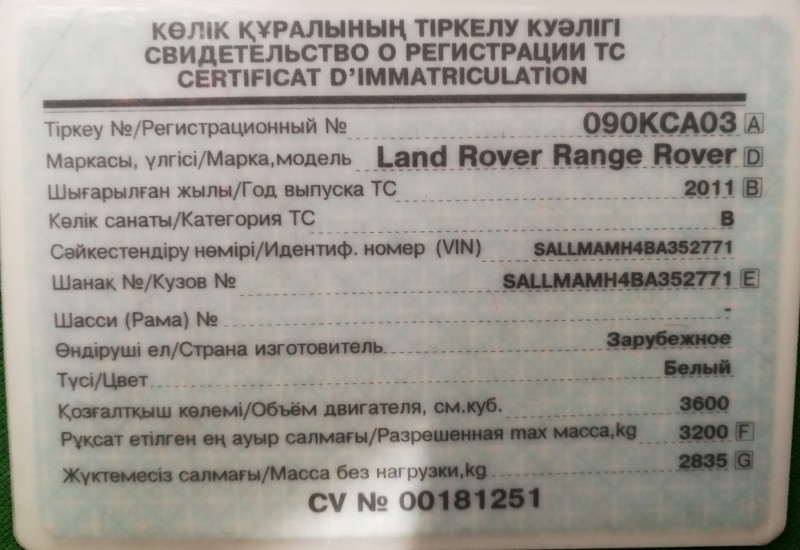 КӨЛІК ҚҰРАЛЫНЫҢ ТІРКЕЛУ КУӘЛІГІ
СВИДЕТЕЛЬСТВО О РЕГИСТРАЦИИ ТС
CERTIFICAT D'IMMATRICULATION
Тіркеу №/Регистрационный № 090KCA03 A
Маркасы, үлгісі/Марка,модель Land Rover Range Rover D
Шығарылған жылы/Год выпуска ТС 2011 B
Көлік санаты/Категория ТС B
Сәйкестендіру нөмірі/Идентиф. номер (VIN) SALLMAMH4BA352771
Шанақ №/Кузов № SALLMAMH4BA352771 E
Шасси (Рама) № -
Өндіруші ел/Страна изготовитель Зарубежное
Түсі/Цвет Белый
Қозғалтқыш көлемі/Объём двигателя, см.куб. 3600
Рұқсат етілген ең ауыр салмағы/Разрешенная max масса,kg 3200 F
Жүктемесіз салмағы/Масса без нагрузки,kg 2835 G
CV № 00181251